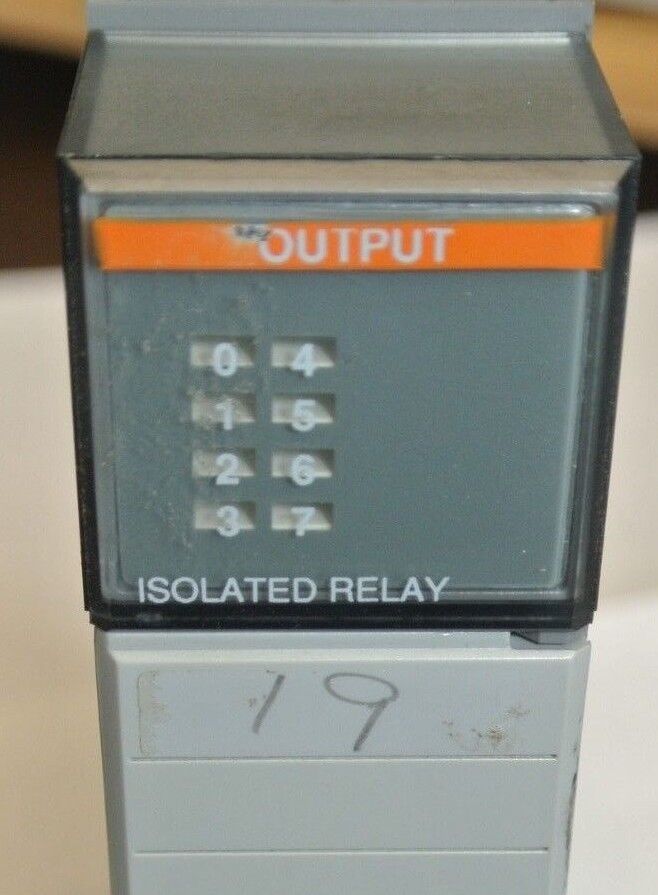 OUTPUT
0 4
1 5
2 6
3 7
ISOLATED RELAY
19